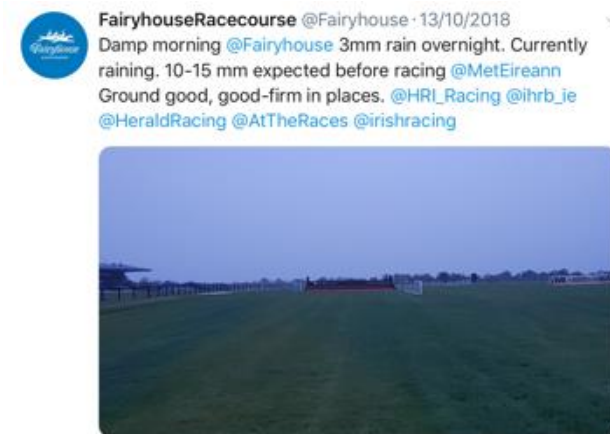 FairyhouseRacecourse @Fairyhouse · 13/10/2018
Fairyhouse
Damp morning @Fairyhouse 3mm rain overnight. Currently
raining. 10-15 mm expected before racing @MetEireann
Ground good, good-firm in places. @HRI_Racing @ihrb_ie
@HeraldRacing @AtTheRaces @irishracing